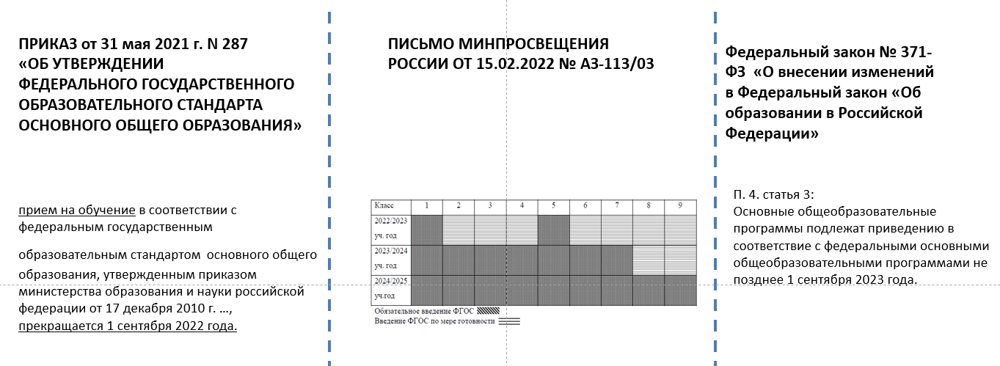 ПРИКАЗ от 31 мая 2021 г. N 287
«ОБ УТВЕРЖДЕНИИ
ФЕДЕРАЛЬНОГО ГОСУДАРСТВЕННОГО
ОБРАЗОВАТЕЛЬНОГО СТАНДАРТА
ОСНОВНОГО ОБЩЕГО ОБРАЗОВАНИЯ»
прием на обучение в соответствии с
федеральным государственным
образовательным стандартом основного общего
образования, утвержденным приказом
министерства образования и науки российской
федерации от 17 декабря 2010 г. …,
прекращается 1 сентября 2022 года.
ПИСЬМО МИНПРОСВЕЩЕНИЯ
РОССИИ ОТ 15.02.2022 № АЗ-113/03
Класс 1 2 3 4 5 6 7 8 9
2022/2023
уч. год
2023/2024
уч. год
2024/2025
уч.год
Обязательное введение ФГОС
Введение ФГОС по мере готовности
Федеральный закон № 371-
ФЗ «О внесении изменений
в Федеральный закон «Об
образовании в Российской
Федерации»
П. 4. статья 3:
Основные общеобразовательные
программы подлежат приведению в
соответствие с федеральными основными
общеобразовательными программами не
позднее 1 сентября 2023 года.